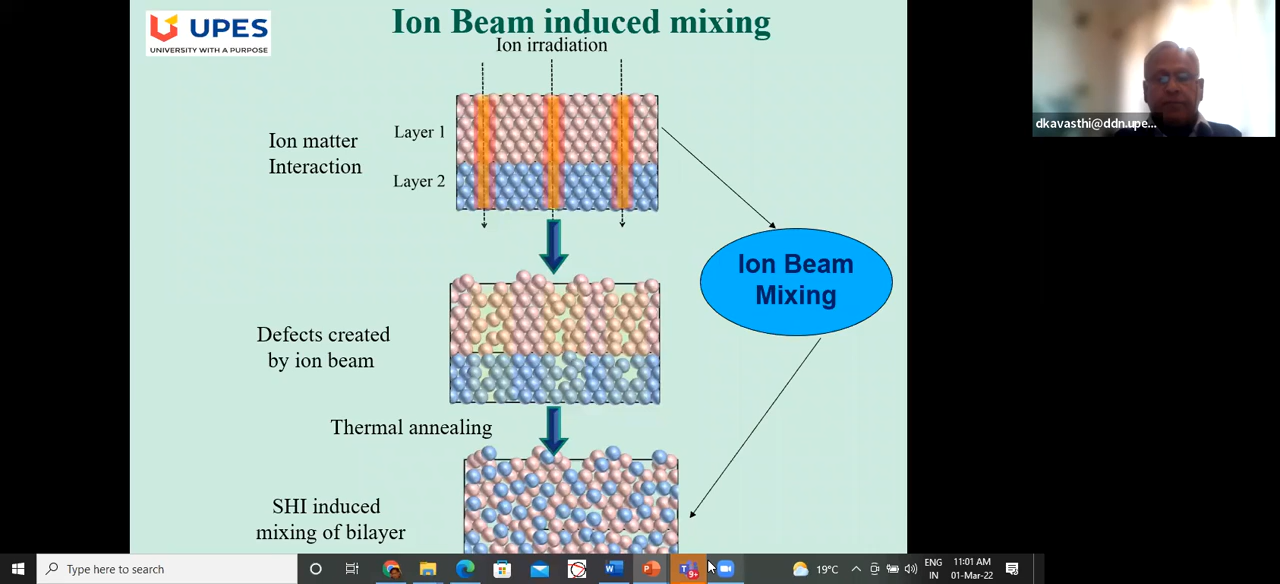 UPES
UNIVERSITY WITH A PURPOSE
Ion Beam induced mixing
Ion irradiation
Ion matter
Interaction
Layer 1
Layer 2
Ion Beam
Mixing
Defects created
by ion beam
Thermal annealing
SHI induced
mixing of bilayer
dkavasthi@ddn.upe...
Type here to search
9+
19°C
ENG
IN
11:01 AM
01-Mar-22